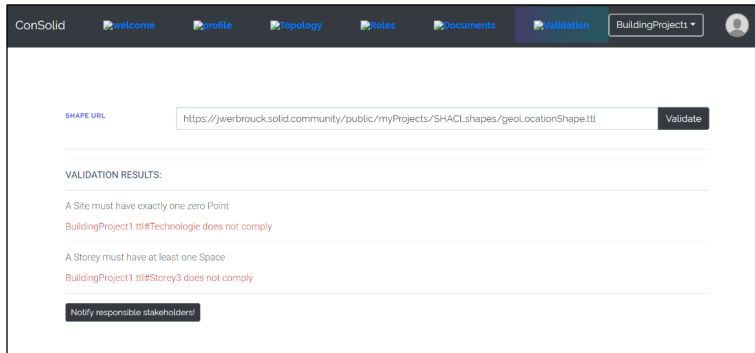 ConSolid
welcome
profile
Topology
Roles
Documents
Validation
BuildingProject1
SHAPE URL
https://jwerbrouck.solid.community/public/myProjects/SHACLshapes/geoLocationShape.ttl
Validate
VALIDATION RESULTS:
A Site must have exactly one zero Point
BuildingProject1.ttl#Technologie does not comply
A Storey must have at least one Space
BuildingProject1.ttl#Storey3 does not comply
Notify responsible stakeholders!